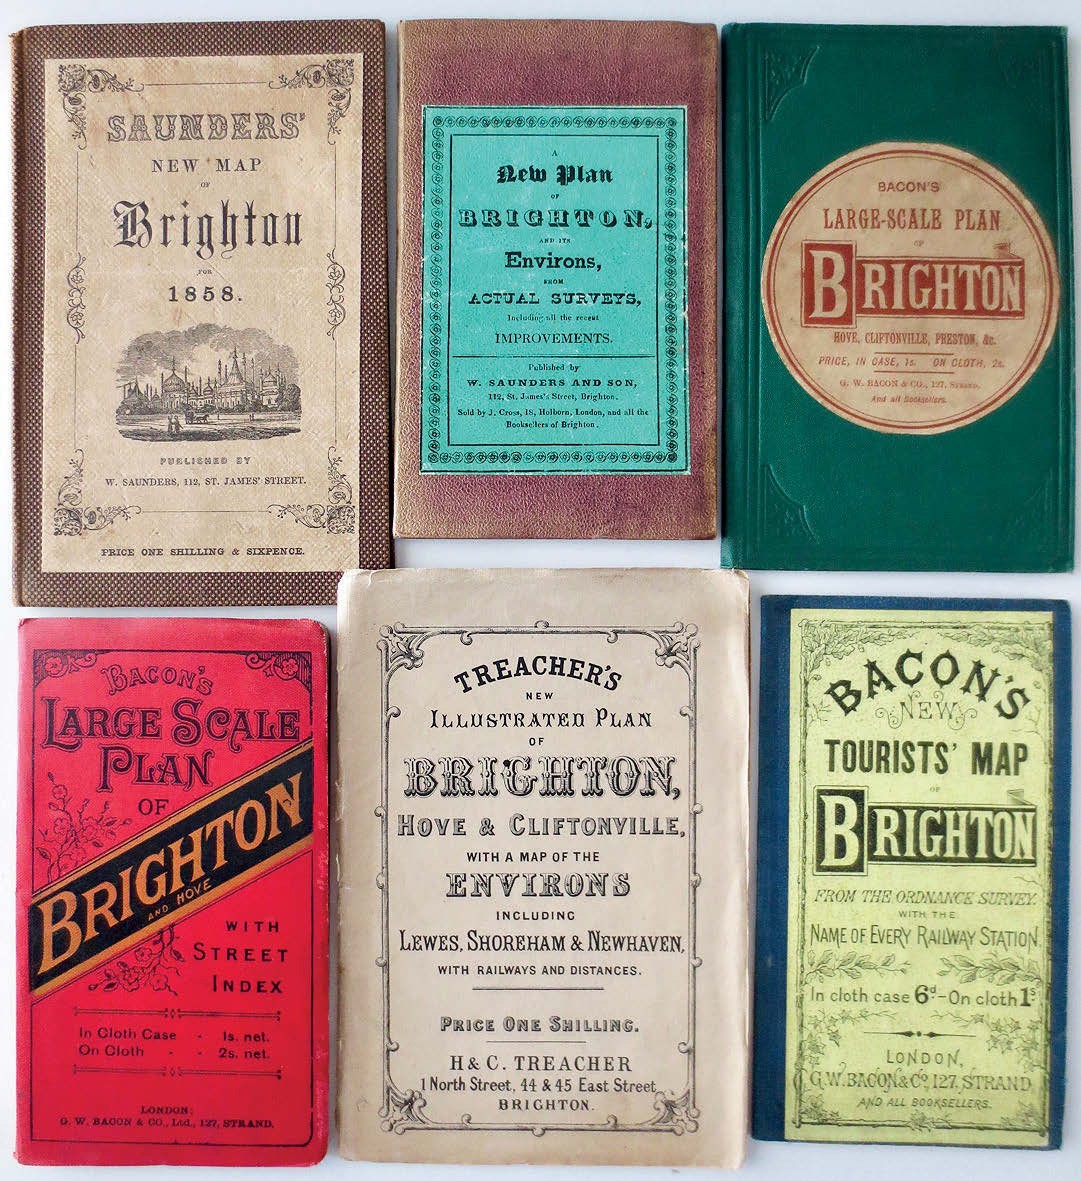 SAUNDERS'
NEW MAP
OF
Brighton
FOR
1858.
PUBLISHED BY
W. SAUNDERS, 112, ST. JAMES' STREET.
PRICE ONE SHILLING & SIXPENCE.
A
New Plan
OF
BRIGHTON,
AND ITS
Environs,
FROM
ACTUAL SURVEYS,
Including all the recent
IMPROVEMENTS.
Published by
W. SAUNDERS AND SON,
112, St. James's Street, Brighton.
Sold by J. Cross, 18, Holborn, London, and all the
Booksellers of Brighton.
BACON'S
LARGE-SCALE PLAN
OF
BRIGHTON
HOVE, CLIFTONVILLE, PRESTON, &c.
PRICE, IN CASE, 1s. ON CLOTH, 2s.
G. W. BACON & CO., 127, STRAND.
And all Booksellers.
BACON'S
LARGE SCALE
PLAN
OF
BRIGHTON
AND HOVE
WITH
STREET
INDEX
In Cloth Case - 1s. net.
On Cloth - - 2s. net.
LONDON:
G. W. BACON & CO., Ltd., 127, STRAND.
TREACHER'S
NEW
ILLUSTRATED PLAN
OF
BRIGHTON,
HOVE & CLIFTONVILLE,
WITH A MAP OF THE
ENVIRONS
INCLUDING
LEWES, SHOREHAM & NEWHAVEN,
WITH RAILWAYS AND DISTANCES.
PRICE ONE SHILLING.
H & C. TREACHER
1 North Street, 44 & 45 East Street
BRIGHTON.
BACON'S
NEW
TOURISTS' MAP
OF
BRIGHTON
FROM THE ORDNANCE SURVEY.
WITH THE
NAME OF EVERY RAILWAY STATION
In cloth case 6d-On cloth 1s
LONDON,
G.W. BACON & Co, 127, STRAND
AND ALL BOOKSELLERS.